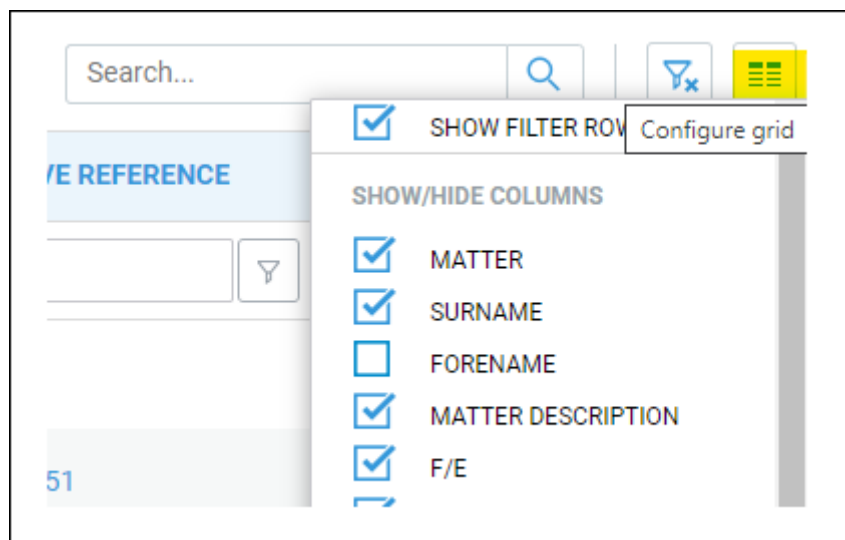 Search...
SHOW FILTER ROW
Configure grid
VE REFERENCE
SHOW/HIDE COLUMNS
MATTER
SURNAME
FORENAME
MATTER DESCRIPTION
F/E
51